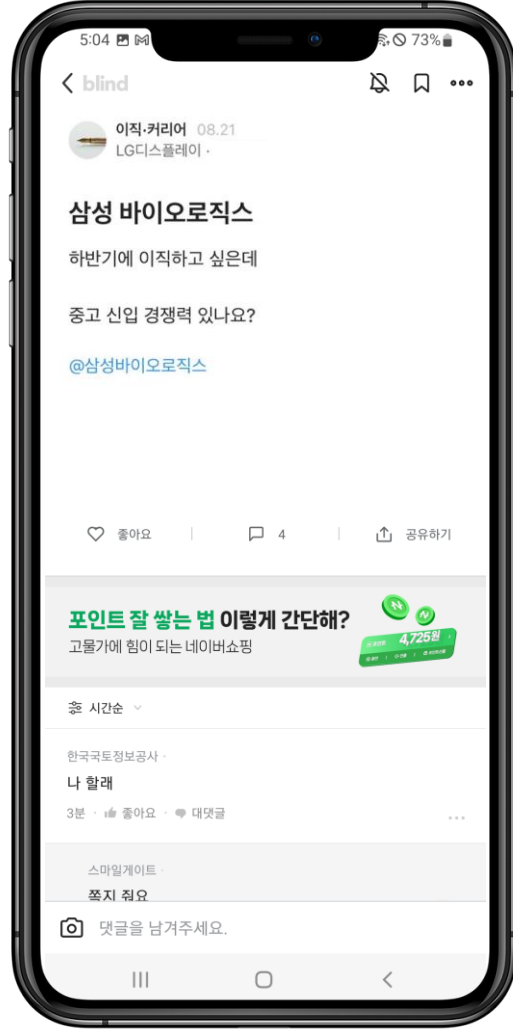 5:04 73%
blind
이직·커리어 08.21
LG디스플레이 ·
삼성 바이오로직스
하반기에 이직하고 싶은데
중고 신입 경쟁력 있나요?
@삼성바이오로직스
좋아요 4 공유하기
포인트 잘 쌓는 법 이렇게 간단해?
고물가에 힘이 되는 네이버쇼핑
4,725원
시간순
한국국토정보공사 ·
나 할래
3분 · 좋아요 · 대댓글
스마일게이트 ·
쪽지 줘요
댓글을 남겨주세요.